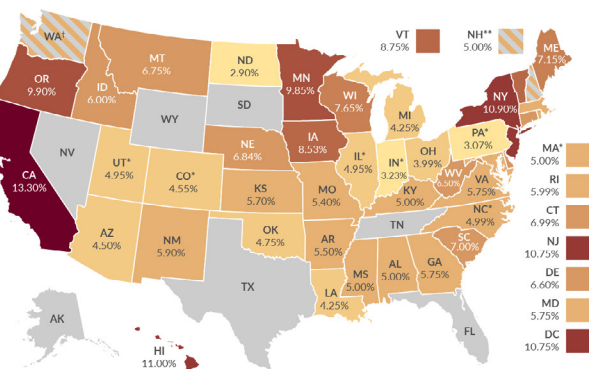 WA†
VT
8.75%
NH**
5.00%
ME
7.15%
MT
6.75%
ND
2.90%
MN
9.85%
OR
9.90%
ID
6.00%
WI
7.65%
NY
10.90%
SD
MI
4.25%
WY
IA
8.53%
PA*
3.07%
NE
6.84%
NV
UT*
4.95%
CO*
4.55%
IL*
4.95%
IN*
3.23%
OH
3.99%
MA*
5.00%
CA
13.30%
KS
5.70%
MO
5.40%
KY
5.00%
WV
6.50%
VA
5.75%
RI
5.99%
AZ
4.50%
NM
5.90%
OK
4.75%
AR
5.50%
TN
NC*
4.99%
CT
6.99%
SC
7.00%
NJ
10.75%
TX
LA
4.25%
MS
5.00%
AL
5.00%
GA
5.75%
DE
6.60%
MD
5.75%
AK
HI
11.00%
FL
DC
10.75%